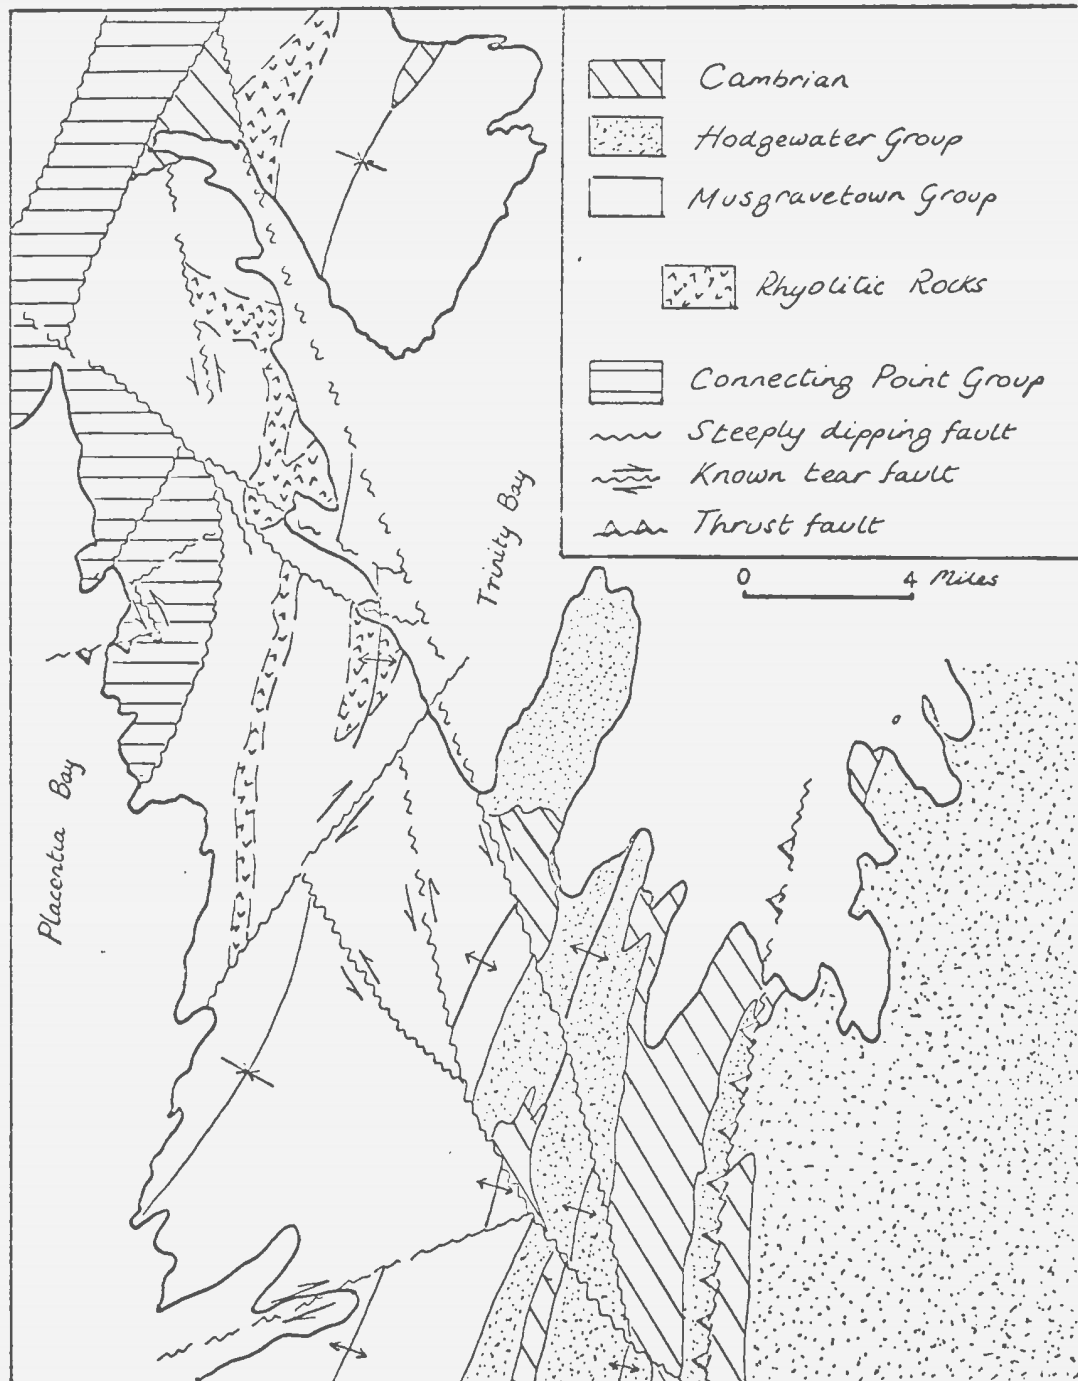 Cambrian
Hodgewater Group
Musgravetown Group
Rhyolitic Rocks
Connecting Point Group
Steeply dipping fault
Known tear fault
Thrust fault
0 4 Miles
Trinity Bay
Placentia Bay